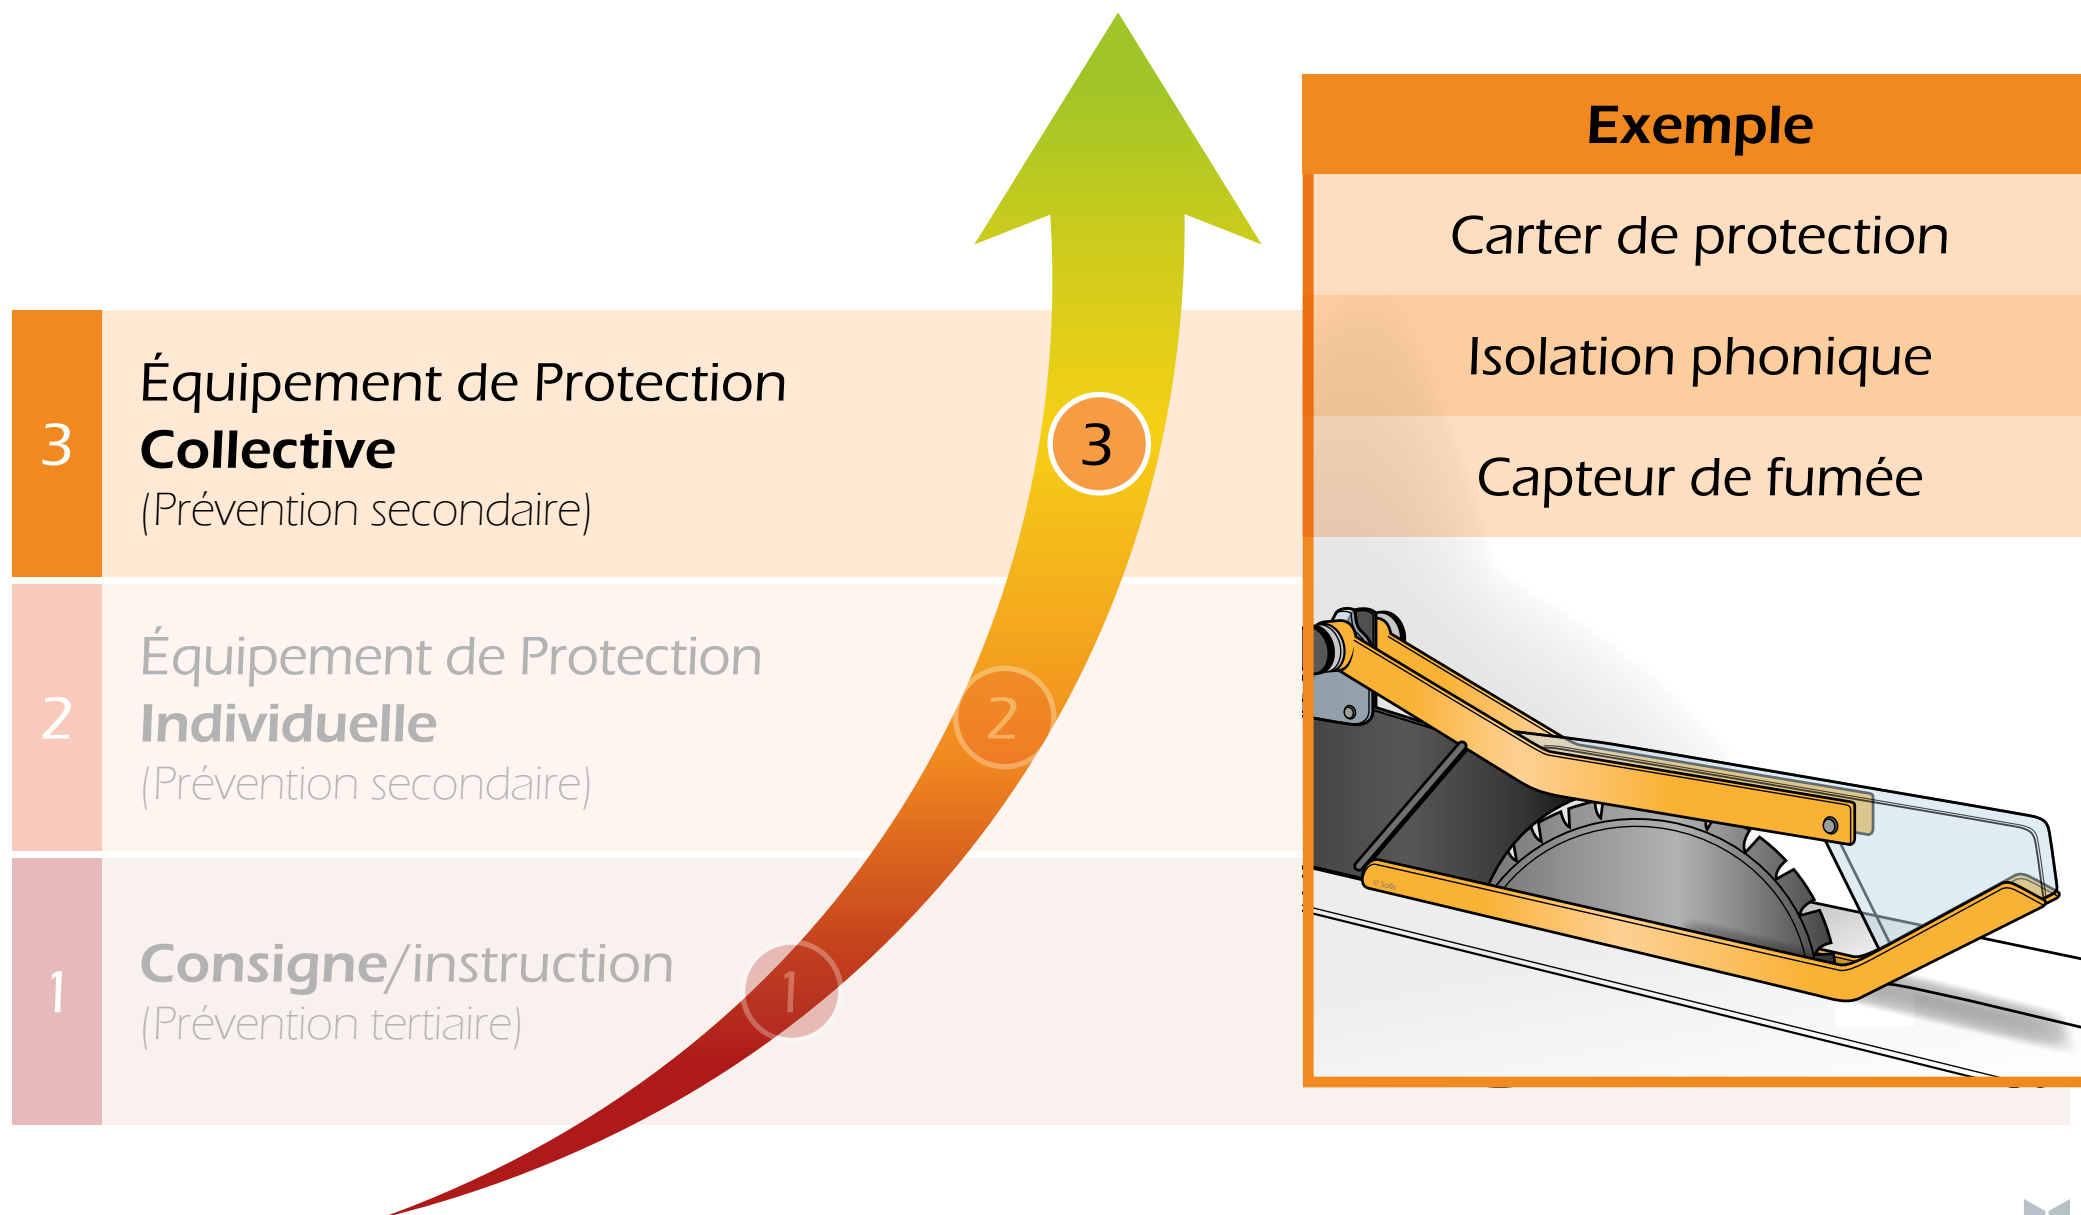 Exemple
Carter de protection
Isolation phonique
Capteur de fumée
3
Équipement de Protection
Collective
(Prévention secondaire)
3
2
Équipement de Protection
Individuelle
(Prévention secondaire)
2
1
Consigne/instruction
(Prévention tertiaire)
1
© Sofis